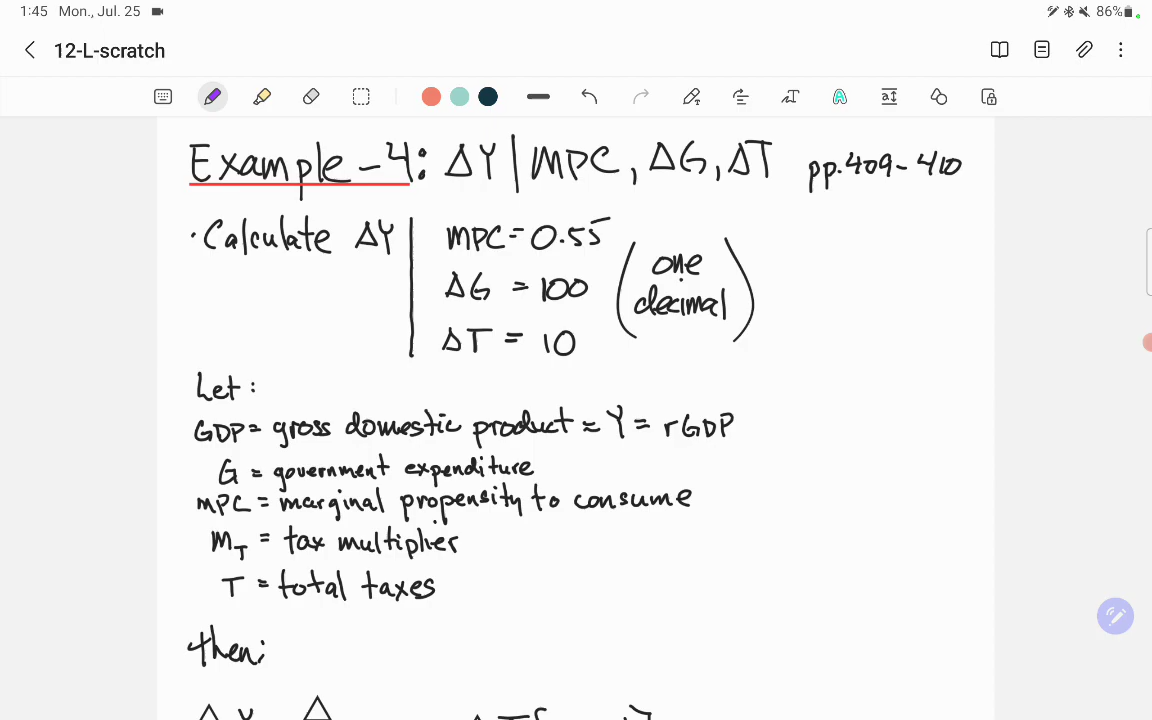 1:45 Mon., Jul. 25 86%
12-L-scratch
Example-4: ΔY | MPC, ΔG, ΔT pp.409-410
· Calculate ΔY | MPC = 0.55
ΔG = 100 (one decimal)
ΔT = 10
Let:
GDP = gross domestic product = Y = rGDP
G = government expenditure
MPC = marginal propensity to consume
M_T = tax multiplier
T = total taxes
then: